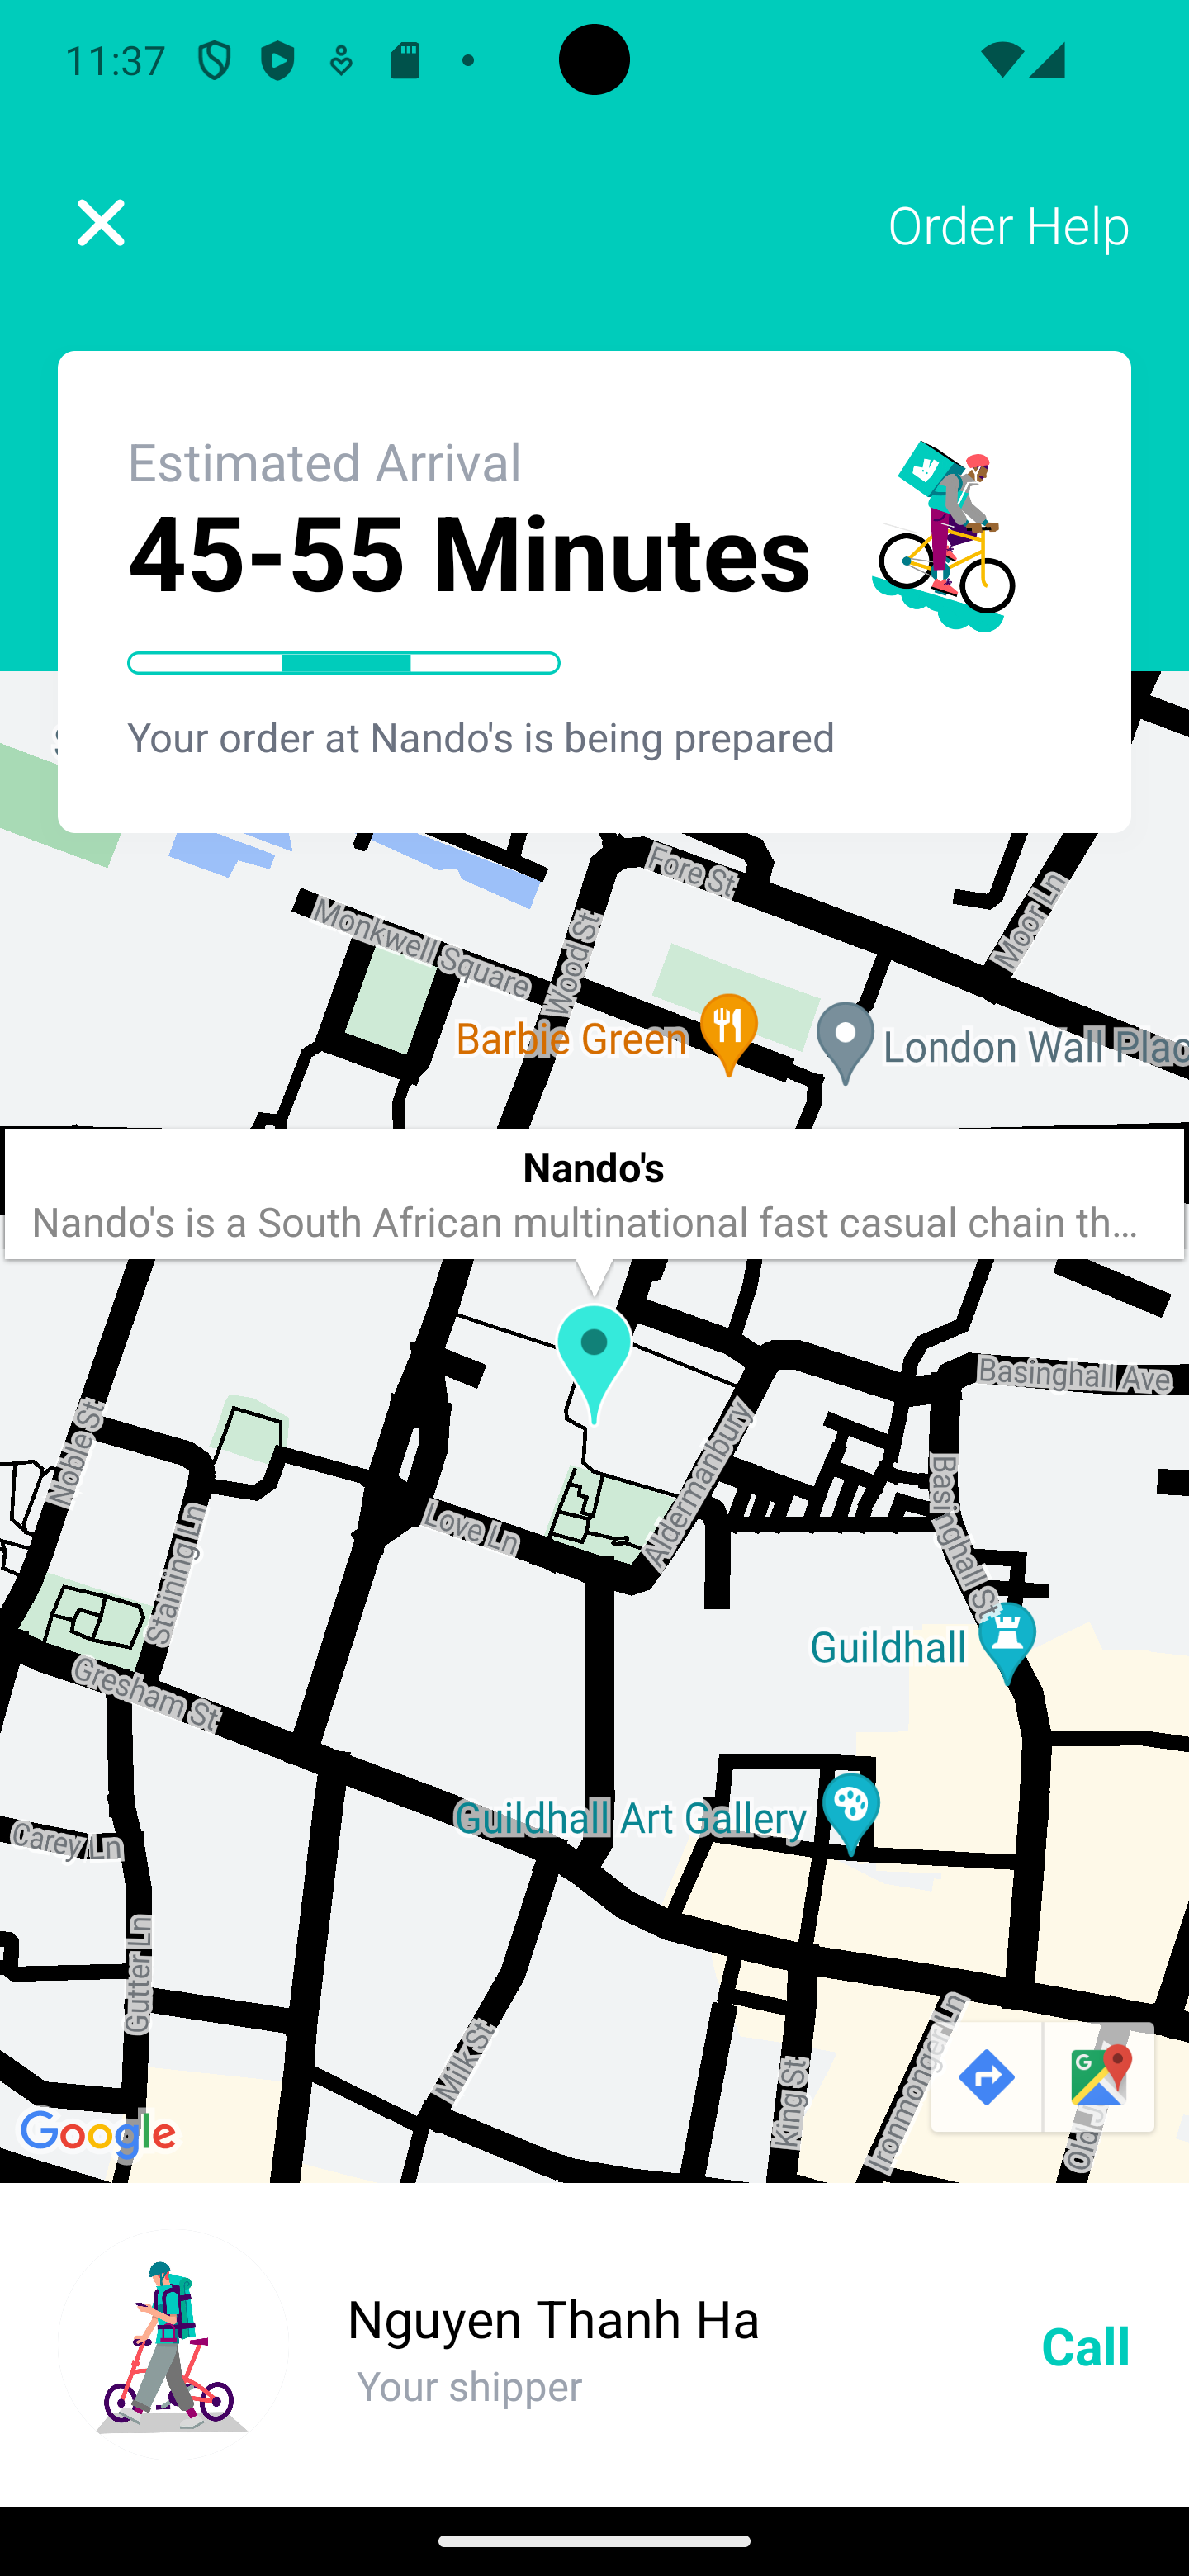 11:37
Order Help
Estimated Arrival
45-55 Minutes
Your order at Nando's is being prepared
Fore St
Moor Ln
Monkwell Square
Wood St
Barbie Green
London Wall Plac
Nando's
Nando's is a South African multinational fast casual chain th...
Basinghall Ave
Noble St
Aldermanbury
Love Ln
Staining Ln
Basinghall St
Guildhall
Gresham St
Guildhall Art Gallery
Carey Ln
Gutter Ln
Milk St
King St
Ironmonger Ln
Old J
Google
Nguyen Thanh Ha
Your shipper
Call